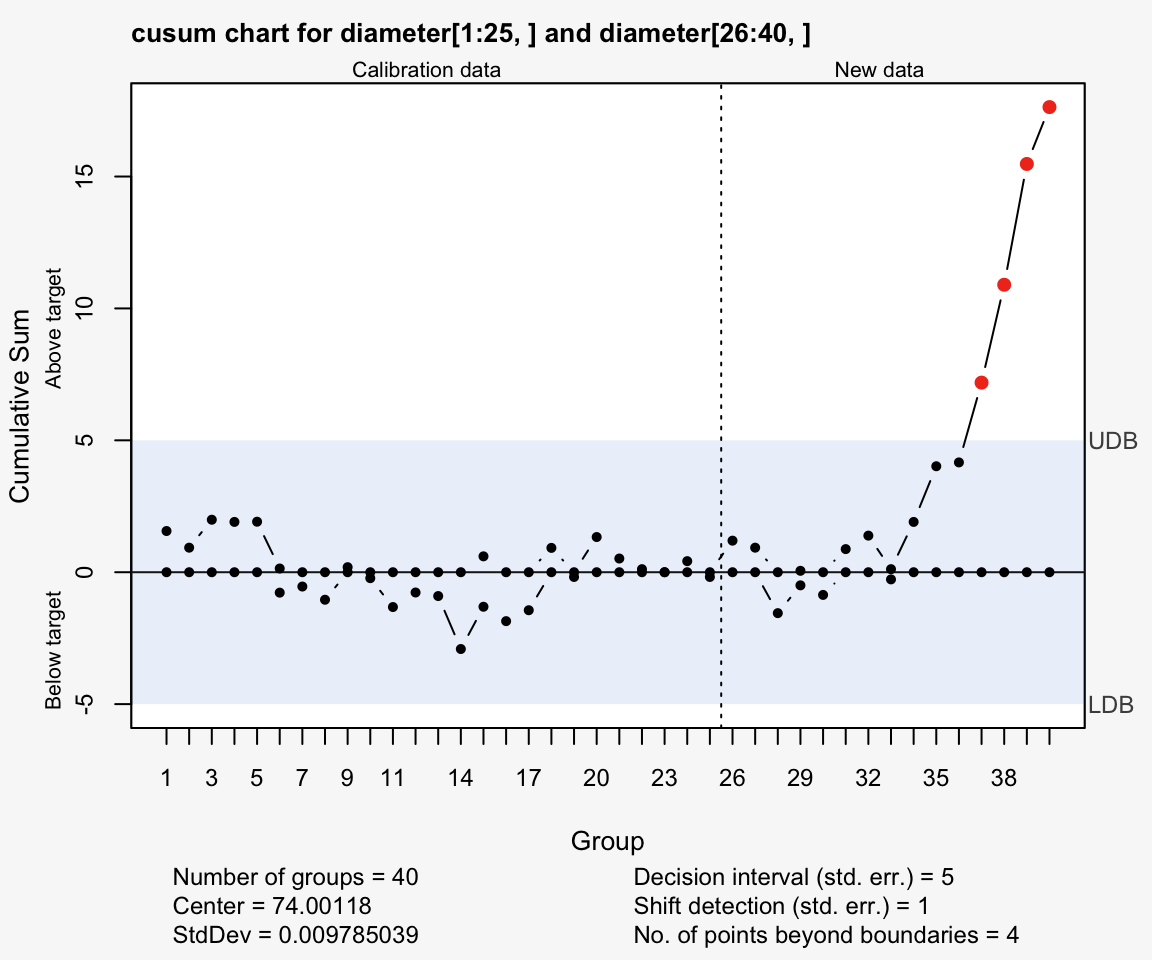 cusum chart for diameter[1:25, ] and diameter[26:40, ]
Calibration data
New data
Cumulative Sum
Above target
Below target
15
10
5
0
-5
UDB
LDB
1 3 5 7 9 11 14 17 20 23 26 29 32 35 38
Group
Number of groups = 40
Center = 74.00118
StdDev = 0.009785039
Decision interval (std. err.) = 5
Shift detection (std. err.) = 1
No. of points beyond boundaries = 4